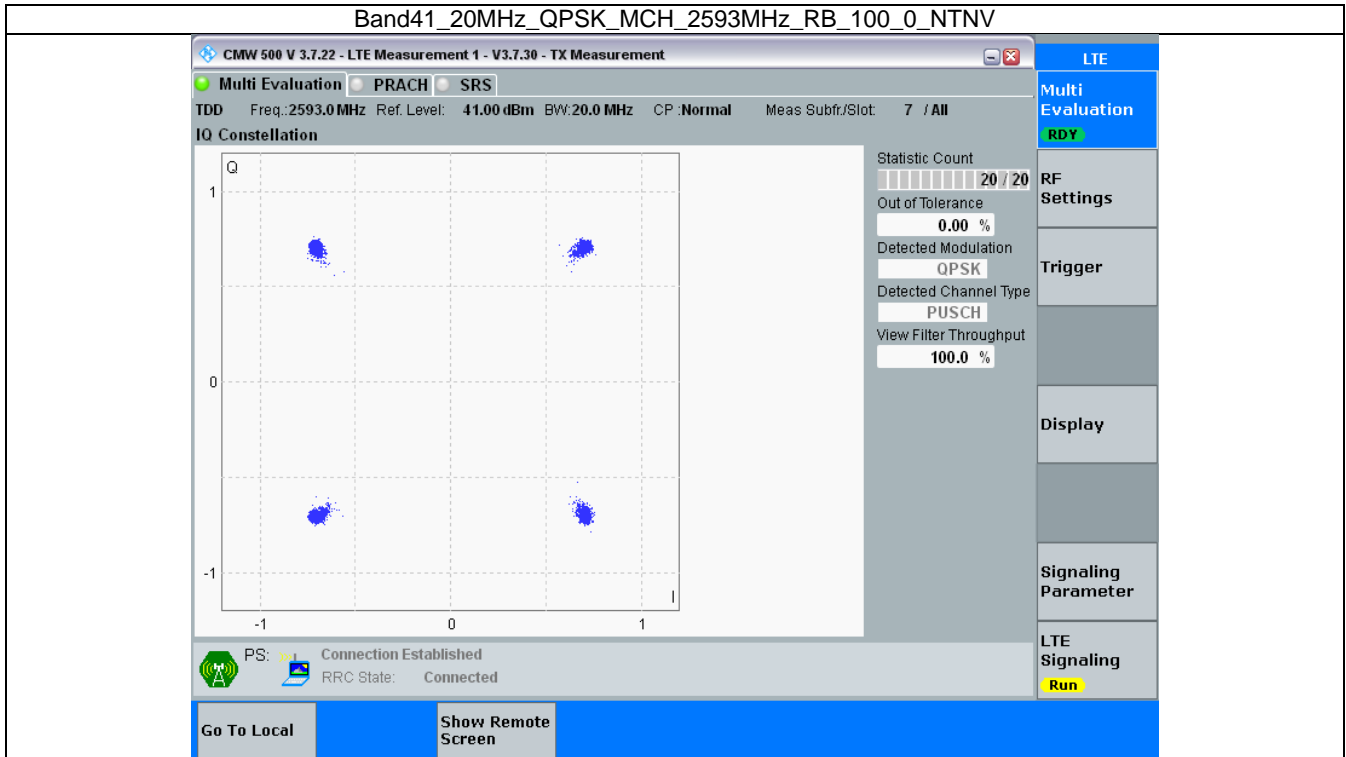 Band41_20MHz_QPSK_MCH_2593MHz_RB_100_0_NTNV
CMW 500 V 3.7.22 - LTE Measurement 1 - V3.7.30 - TX Measurement
LTE
Multi Evaluation PRACH SRS
TDD Freq.:2593.0 MHz Ref. Level: 41.00 dBm BW:20.0 MHz CP :Normal Meas Subfr./Slot: 7 / All
IQ Constellation
Q
1
0
-1
I
-1 0 1
Statistic Count
20 / 20
Out of Tolerance
0.00 %
Detected Modulation
QPSK
Detected Channel Type
PUSCH
View Filter Throughput
100.0 %
Multi
Evaluation
RDY
RF
Settings
Trigger
Display
Signaling
Parameter
LTE
Signaling
Run
PS: Connection Established
RRC State: Connected
Go To Local
Show Remote
Screen